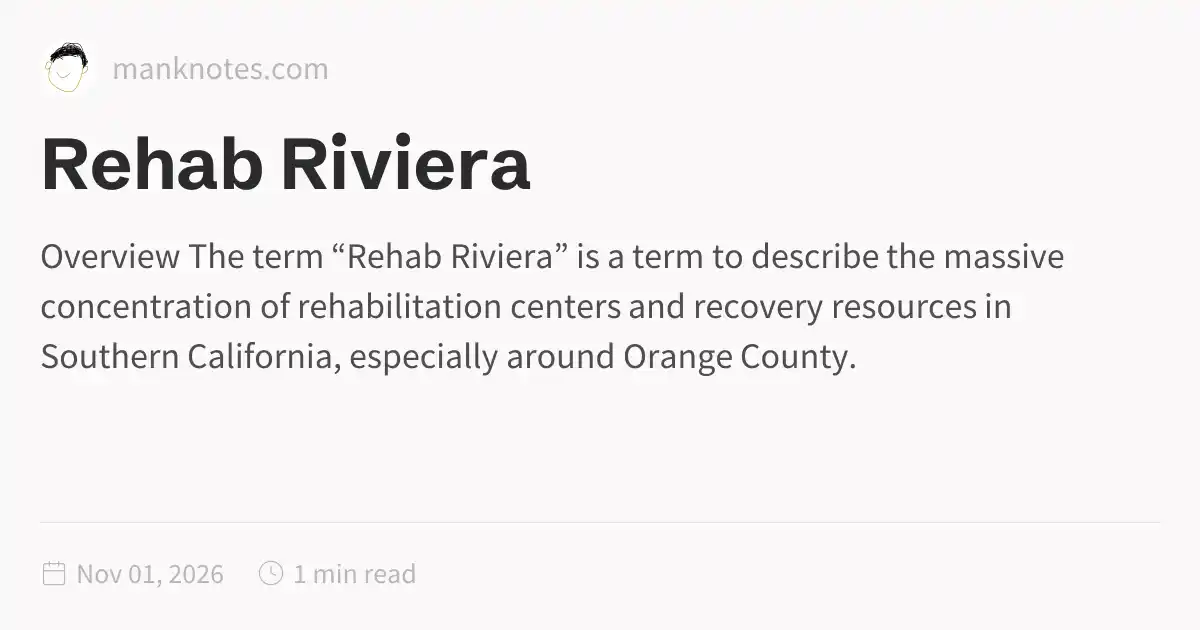 manknotes.com
Rehab Riviera
Overview The term “Rehab Riviera” is a term to describe the massive
concentration of rehabilitation centers and recovery resources in
Southern California, especially around Orange County.
Nov 01, 2026 1 min read